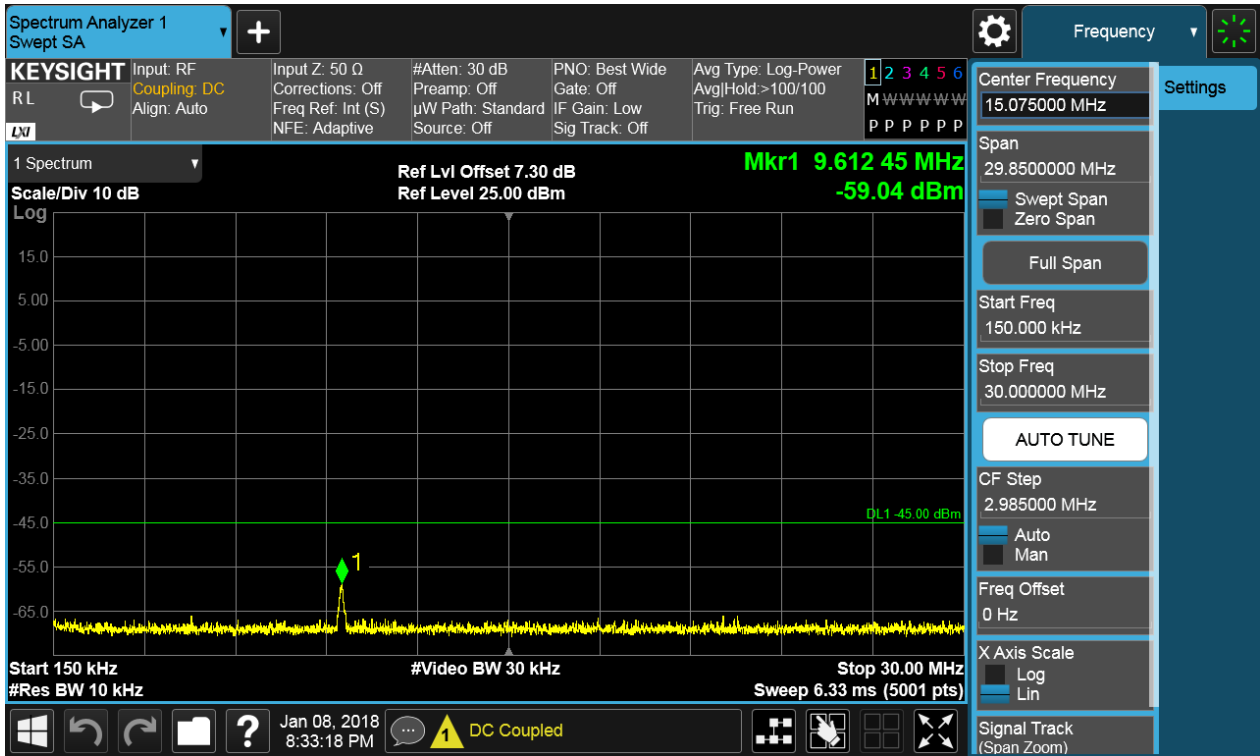 Spectrum Analyzer 1
Swept SA
+
Frequency
KEYSIGHT
RL
LXI
Input: RF
Coupling: DC
Align: Auto
Input Z: 50 Ω
Corrections: Off
Freq Ref: Int (S)
NFE: Adaptive
#Atten: 30 dB
Preamp: Off
µW Path: Standard
Source: Off
PNO: Best Wide
Gate: Off
IF Gain: Low
Sig Track: Off
Avg Type: Log-Power
Avg|Hold:>100/100
Trig: Free Run
1 2 3 4 5 6
M W W W W W
P P P P P P
Center Frequency
15.075000 MHz
Settings
Span
29.8500000 MHz
Swept Span
Zero Span
Full Span
Start Freq
150.000 kHz
Stop Freq
30.000000 MHz
AUTO TUNE
CF Step
2.985000 MHz
Auto
Man
Freq Offset
0 Hz
X Axis Scale
Log
Lin
Signal Track
(Span Zoom)
1 Spectrum
Scale/Div 10 dB
Ref Lvl Offset 7.30 dB
Ref Level 25.00 dBm
Mkr1 9.612 45 MHz
-59.04 dBm
Log
15.0
5.00
-5.00
-15.0
-25.0
-35.0
-45.0
DL1 -45.00 dBm
-55.0
1
-65.0
Start 150 kHz
#Video BW 30 kHz
Stop 30.00 MHz
#Res BW 10 kHz
Sweep 6.33 ms (5001 pts)
?
Jan 08, 2018
8:33:18 PM
1
DC Coupled